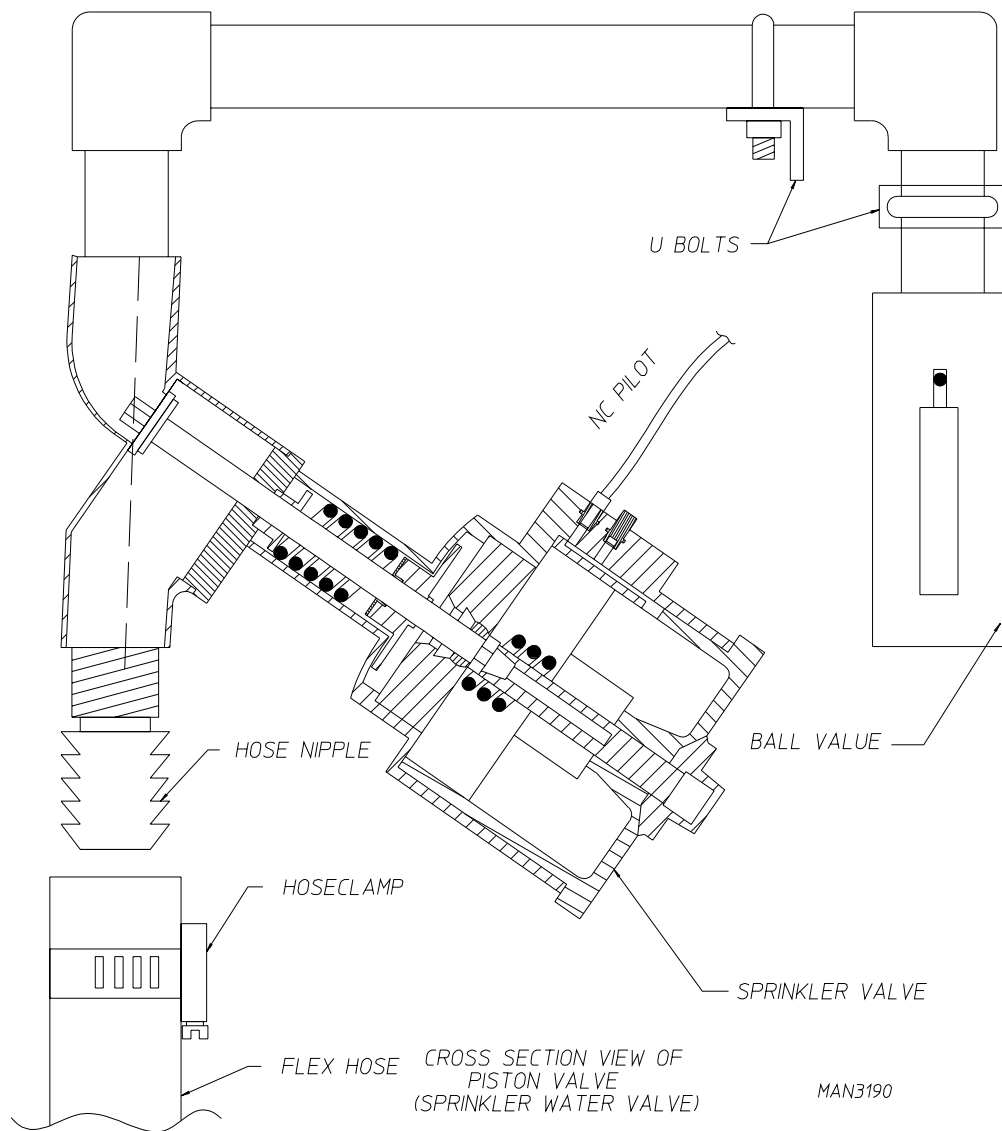 U BOLTS
NC PILOT
HOSE NIPPLE
BALL VALUE
HOSECLAMP
SPRINKLER VALVE
FLEX HOSE
CROSS SECTION VIEW OF
PISTON VALVE
(SPRINKLER WATER VALVE)
MAN3190